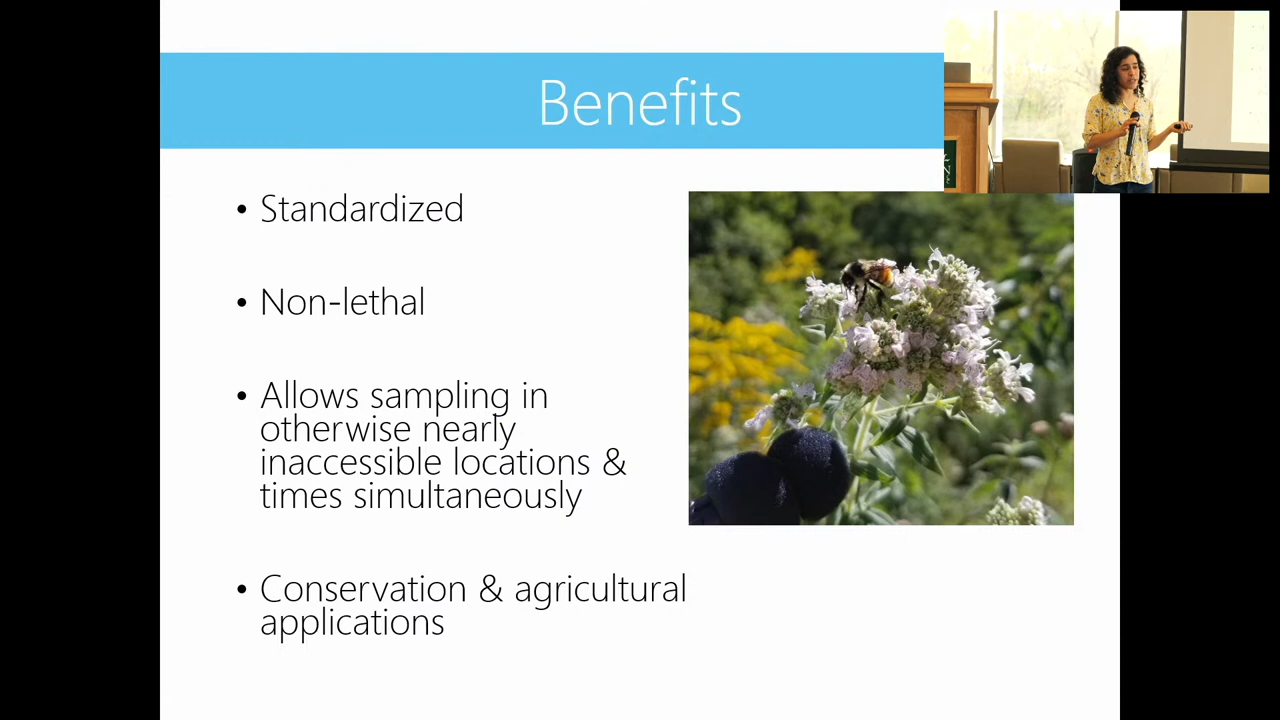 Benefits
• Standardized
• Non-lethal
• Allows sampling in
otherwise nearly
inaccessible locations &
times simultaneously
• Conservation & agricultural
applications